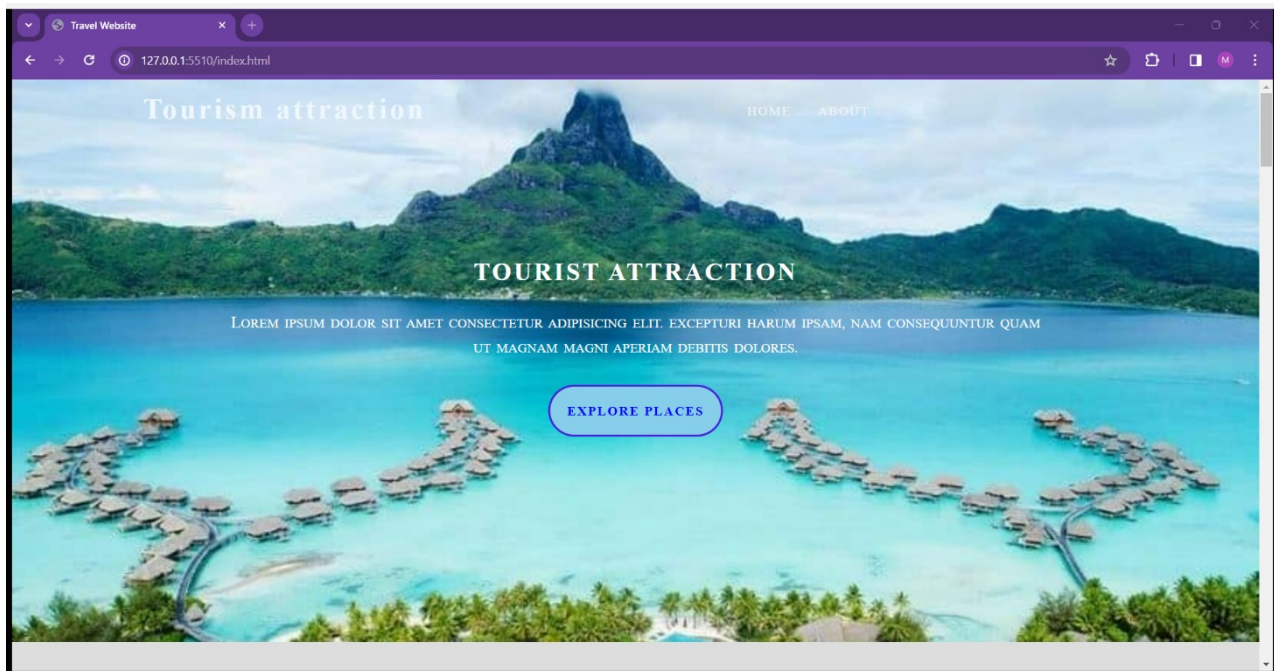 Travel Website
127.0.0.1:5510/index.html
M
Tourism attraction
HOME ABOUT
TOURIST ATTRACTION
Lorem ipsum dolor sit amet consectetur adipisicing elit. excepturi harum ipsam, nam consequuntur quam
ut magnam magni aperiam debitis dolores.
EXPLORE PLACES